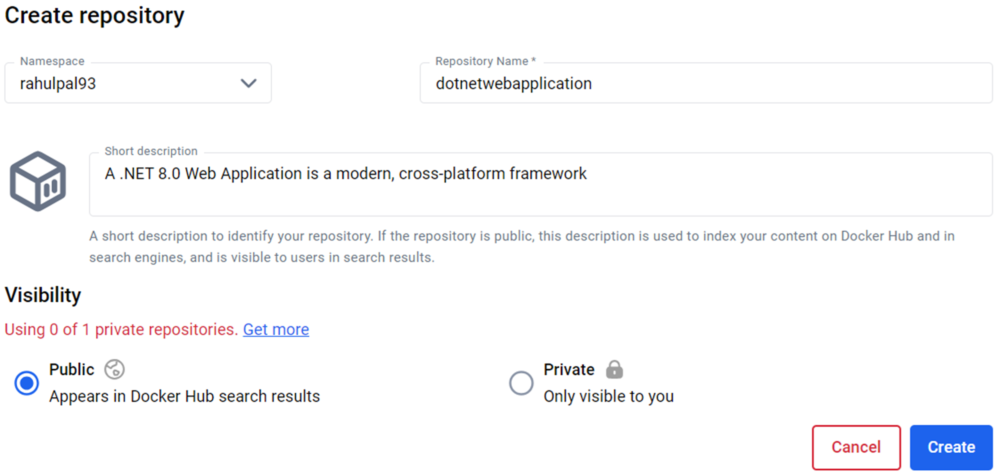 Create repository
Namespace
rahulpal93
Repository Name *
dotnetwebapplication
Short description
A .NET 8.0 Web Application is a modern, cross-platform framework
A short description to identify your repository. If the repository is public, this description is used to index your content on Docker Hub and in
search engines, and is visible to users in search results.
Visibility
Using 0 of 1 private repositories. Get more
Public
Appears in Docker Hub search results
Private
Only visible to you
Cancel
Create